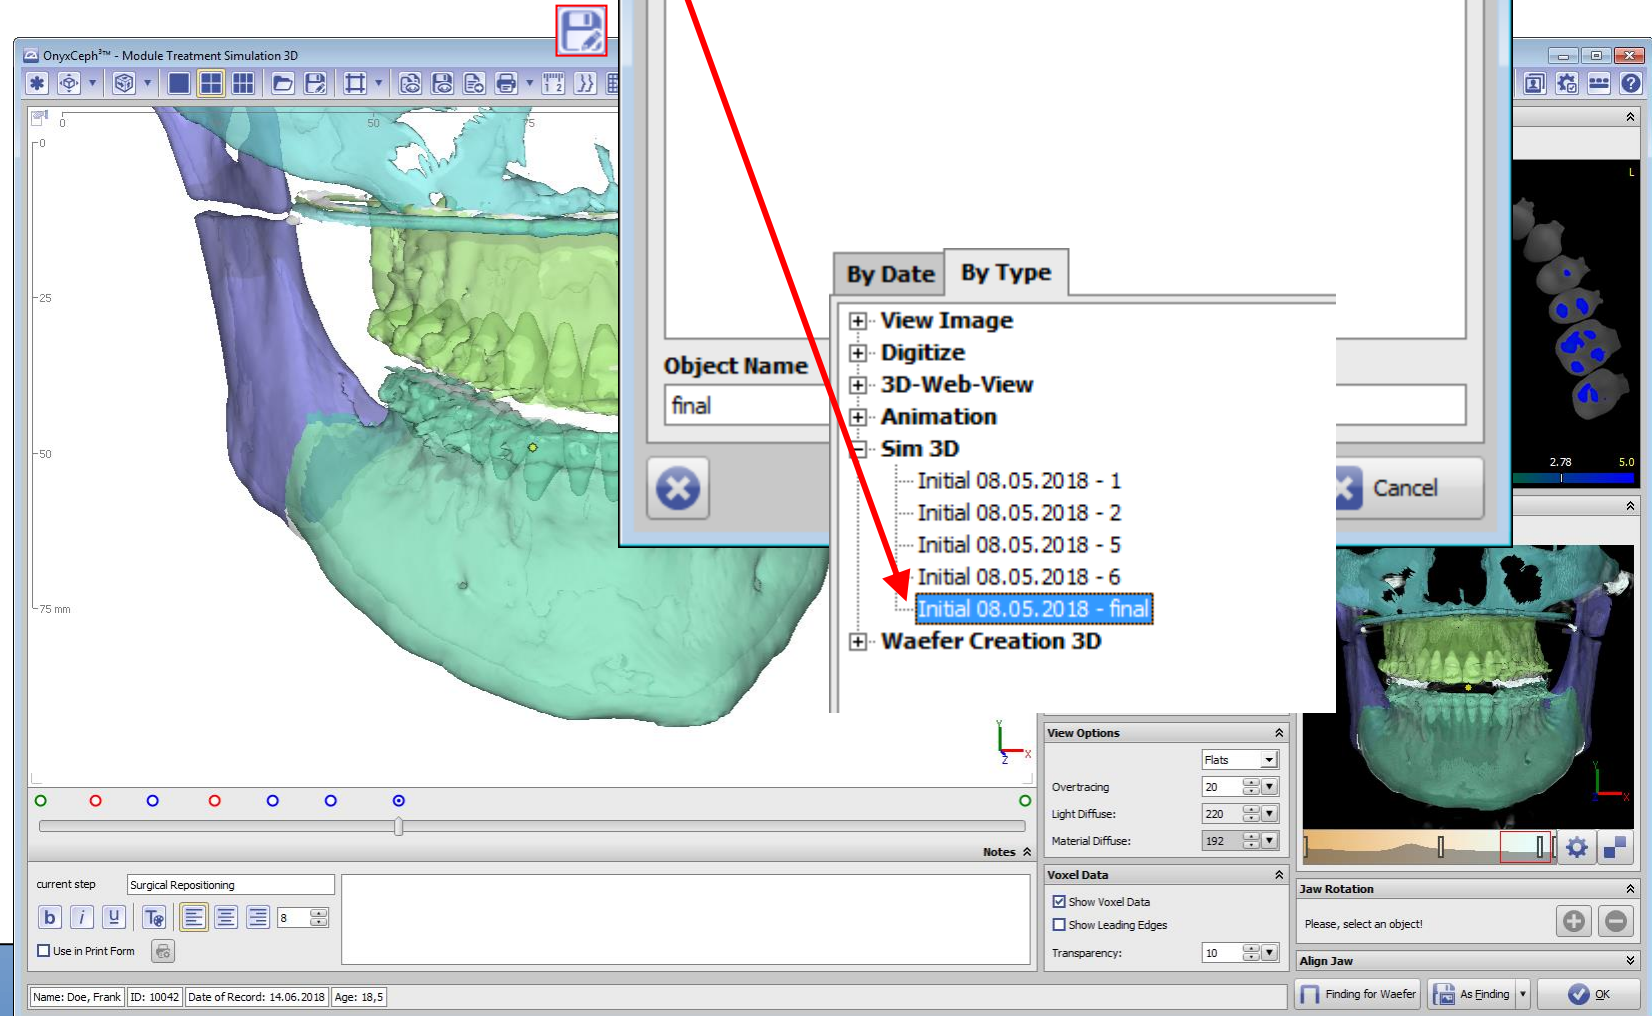 OnyxCeph³™ - Module Treatment Simulation 3D
1 2
0
50
75
0
25
50
75 mm
L
2.78
5.0
By Date
By Type
View Image
Digitize
3D-Web-View
Animation
Sim 3D
Initial 08.05.2018 - 1
Initial 08.05.2018 - 2
Initial 08.05.2018 - 5
Initial 08.05.2018 - 6
Initial 08.05.2018 - final
Waefer Creation 3D
Object Name
final
Cancel
Y
X
Z
View Options
Flats
Overtracing
20
Light Diffuse:
220
Material Diffuse:
192
Voxel Data
Show Voxel Data
Show Leading Edges
Transparency:
10
Y
X
Jaw Rotation
Please, select an object!
Align Jaw
Notes
current step
Surgical Repositioning
b i u T 8
Use in Print Form
Name: Doe, Frank
ID: 10042
Date of Record: 14.06.2018
Age: 18,5
Finding for Waefer
As Finding
OK